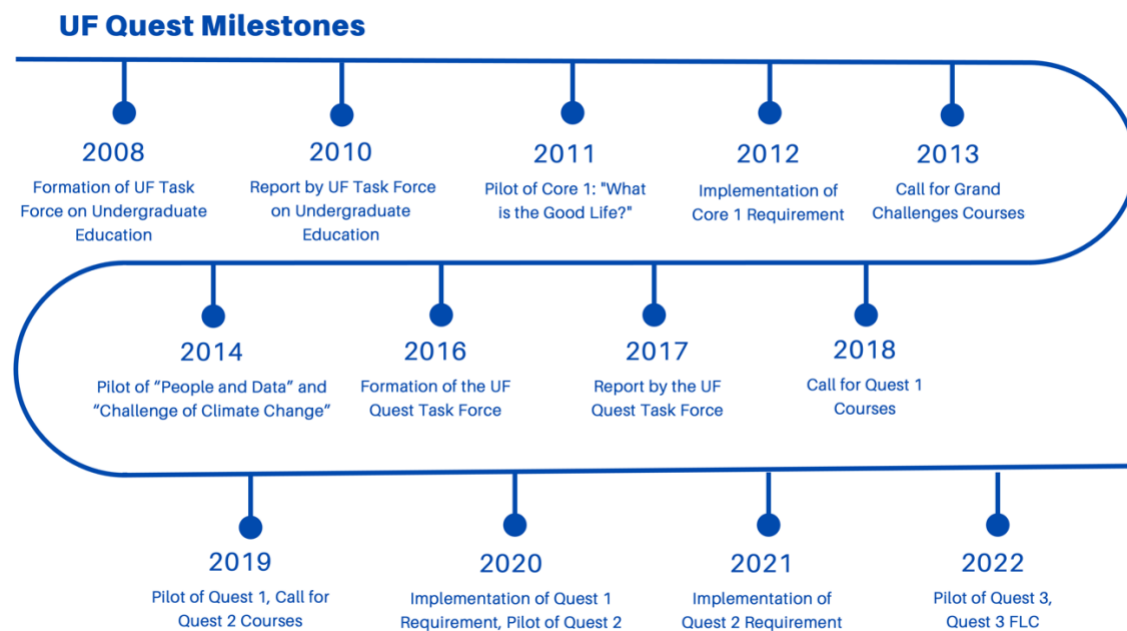 UF Quest Milestones
2008
Formation of UF Task
Force on Undergraduate
Education
2010
Report by UF Task Force
on Undergraduate
Education
2011
Pilot of Core 1: "What
is the Good Life?"
2012
Implementation of
Core 1 Requirement
2013
Call for Grand
Challenges Courses
2014
Pilot of “People and Data” and
“Challenge of Climate Change”
2016
Formation of the UF
Quest Task Force
2017
Report by the UF
Quest Task Force
2018
Call for Quest 1
Courses
2019
Pilot of Quest 1, Call for
Quest 2 Courses
2020
Implementation of Quest 1
Requirement, Pilot of Quest 2
2021
Implementation of
Quest 2 Requirement
2022
Pilot of Quest 3,
Quest 3 FLC